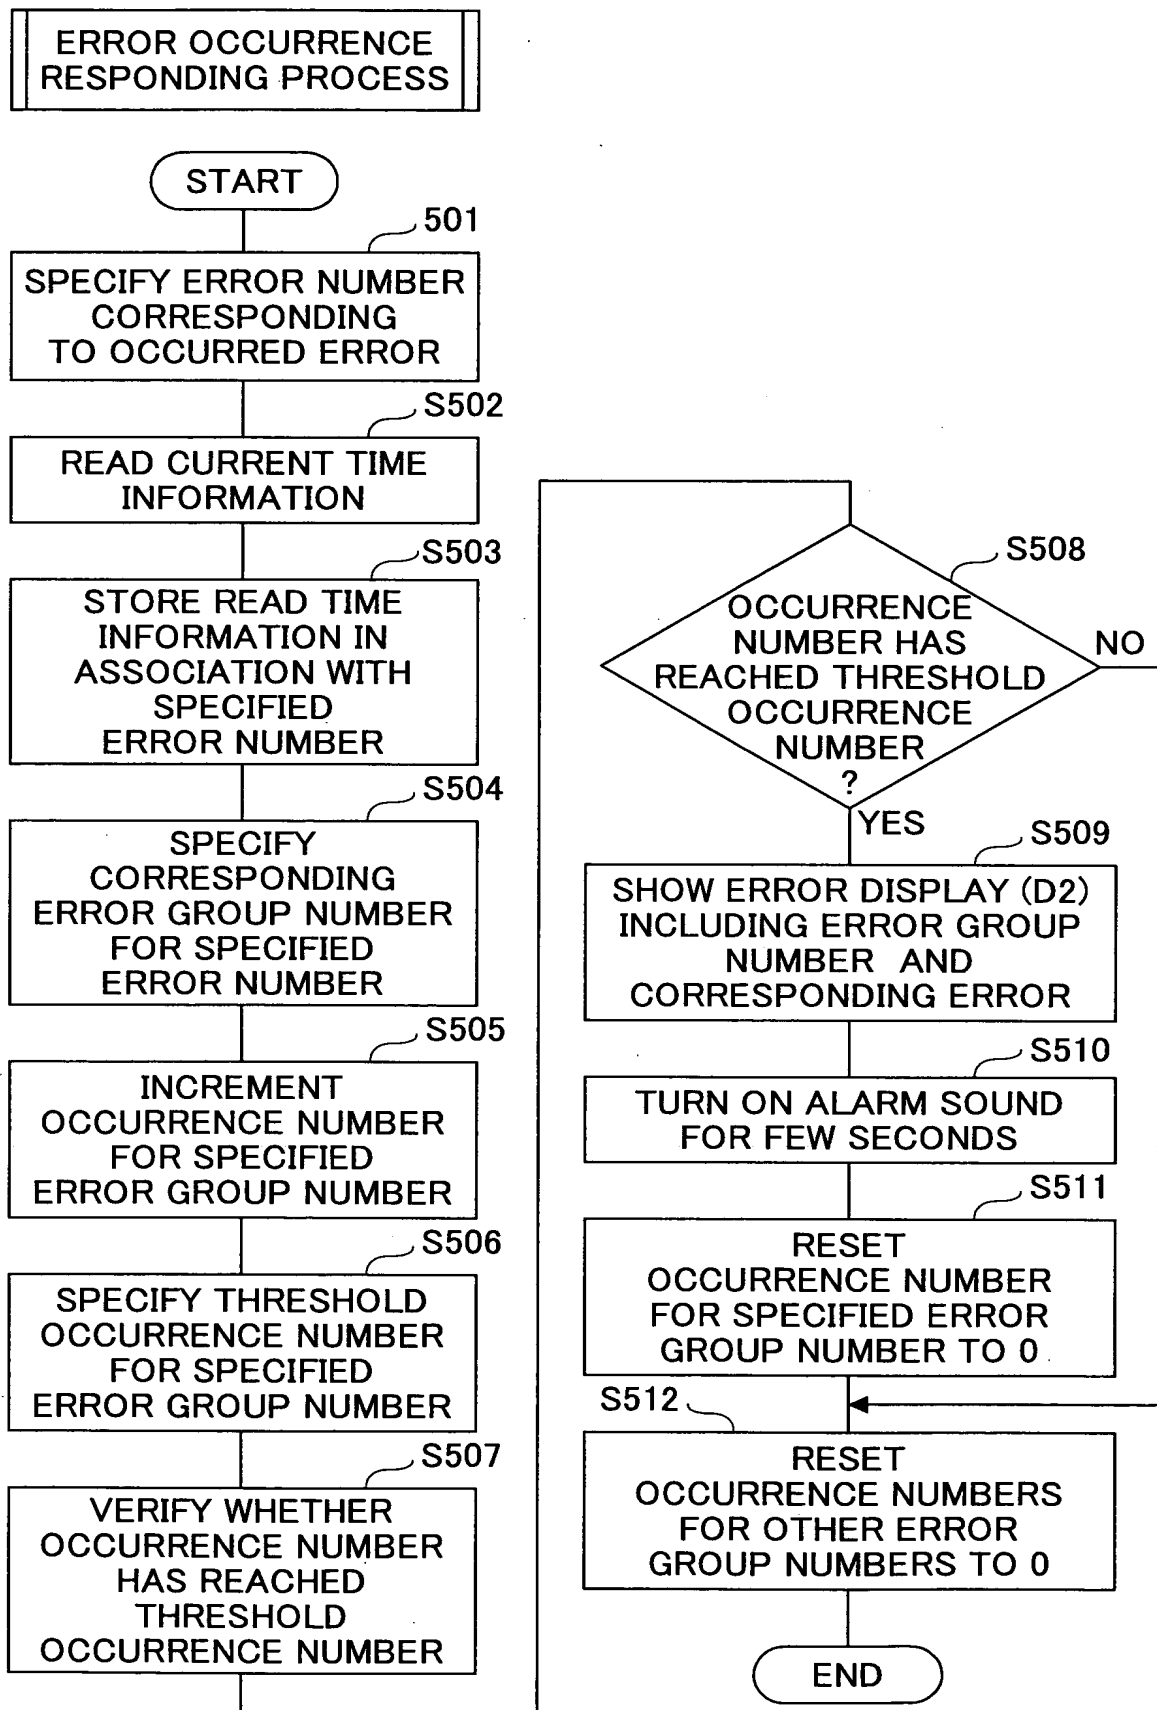 ERROR OCCURRENCE
RESPONDING PROCESS
START
501
SPECIFY ERROR NUMBER
CORRESPONDING
TO OCCURRED ERROR
S502
READ CURRENT TIME
INFORMATION
S503
STORE READ TIME
INFORMATION IN
ASSOCIATION WITH
SPECIFIED
ERROR NUMBER
S504
SPECIFY
CORRESPONDING
ERROR GROUP NUMBER
FOR SPECIFIED
ERROR NUMBER
S505
INCREMENT
OCCURRENCE NUMBER
FOR SPECIFIED
ERROR GROUP NUMBER
S506
SPECIFY THRESHOLD
OCCURRENCE NUMBER
FOR SPECIFIED
ERROR GROUP NUMBER
S507
VERIFY WHETHER
OCCURRENCE NUMBER
HAS REACHED
THRESHOLD
OCCURRENCE NUMBER
S508
OCCURRENCE
NUMBER HAS
REACHED THRESHOLD
OCCURRENCE
NUMBER
?
NO
YES
S509
SHOW ERROR DISPLAY (D2)
INCLUDING ERROR GROUP
NUMBER AND
CORRESPONDING ERROR
S510
TURN ON ALARM SOUND
FOR FEW SECONDS
S511
RESET
OCCURRENCE NUMBER
FOR SPECIFIED ERROR
GROUP NUMBER TO 0
S512
RESET
OCCURRENCE NUMBERS
FOR OTHER ERROR
GROUP NUMBERS TO 0
END